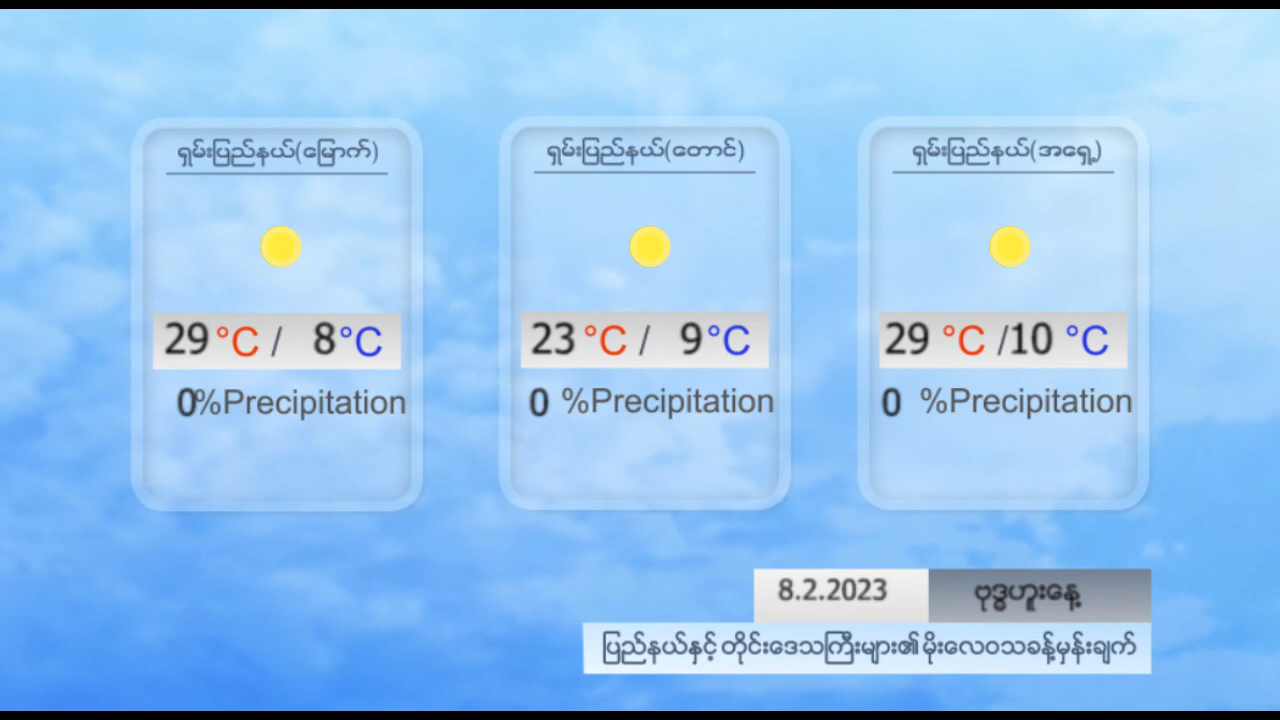 ရှမ်းပြည်နယ်(မြောက်)
29 °C / 8 °C
0 %Precipitation
ရှမ်းပြည်နယ်(တောင်)
23 °C / 9 °C
0 %Precipitation
ရှမ်းပြည်နယ်(အရှေ့)
29 °C /10 °C
0 %Precipitation
8.2.2023 ဗုဒ္ဓဟူးနေ့
ပြည်နယ်နှင့် တိုင်းဒေသကြီးများ၏ မိုးလေဝသခန့်မှန်းချက်